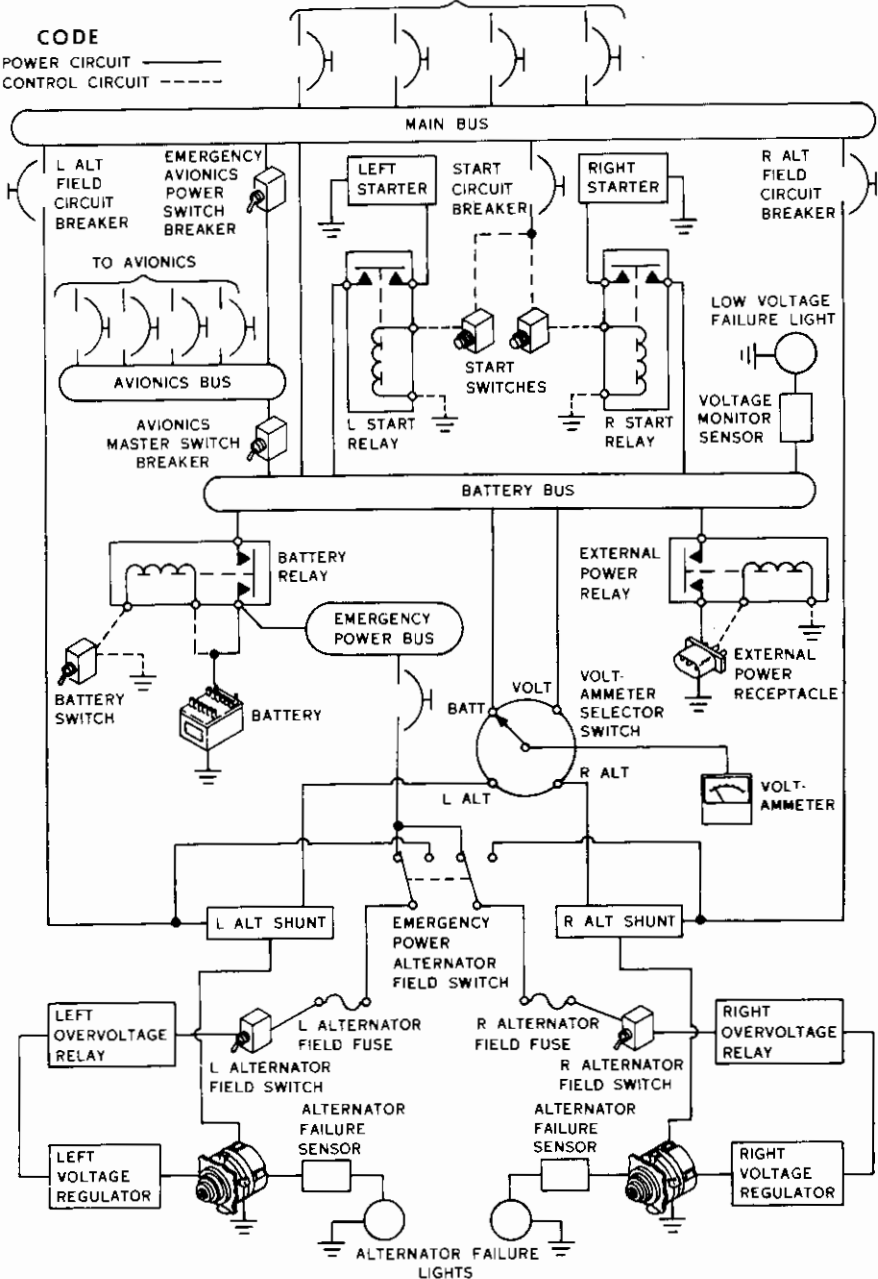 CODE
POWER CIRCUIT
CONTROL CIRCUIT
MAIN BUS
L ALT
FIELD
CIRCUIT
BREAKER
EMERGENCY
AVIONICS
POWER
SWITCH
BREAKER
LEFT
STARTER
START
CIRCUIT
BREAKER
RIGHT
STARTER
R ALT
FIELD
CIRCUIT
BREAKER
TO AVIONICS
AVIONICS BUS
AVIONICS
MASTER SWITCH
BREAKER
START
SWITCHES
L START
RELAY
R START
RELAY
LOW VOLTAGE
FAILURE LIGHT
VOLTAGE
MONITOR
SENSOR
BATTERY BUS
BATTERY
RELAY
EXTERNAL
POWER
RELAY
EMERGENCY
POWER BUS
BATTERY
SWITCH
BATTERY
VOLT
BATT
L ALT
R ALT
VOLT-
AMMETER
SELECTOR
SWITCH
EXTERNAL
POWER
RECEPTACLE
VOLT-
AMMETER
L ALT SHUNT
EMERGENCY
POWER
ALTERNATOR
FIELD SWITCH
R ALT SHUNT
LEFT
OVERVOLTAGE
RELAY
L ALTERNATOR
FIELD FUSE
L ALTERNATOR
FIELD SWITCH
R ALTERNATOR
FIELD FUSE
R ALTERNATOR
FIELD SWITCH
RIGHT
OVERVOLTAGE
RELAY
LEFT
VOLTAGE
REGULATOR
ALTERNATOR
FAILURE
SENSOR
ALTERNATOR
FAILURE
SENSOR
RIGHT
VOLTAGE
REGULATOR
ALTERNATOR FAILURE
LIGHTS